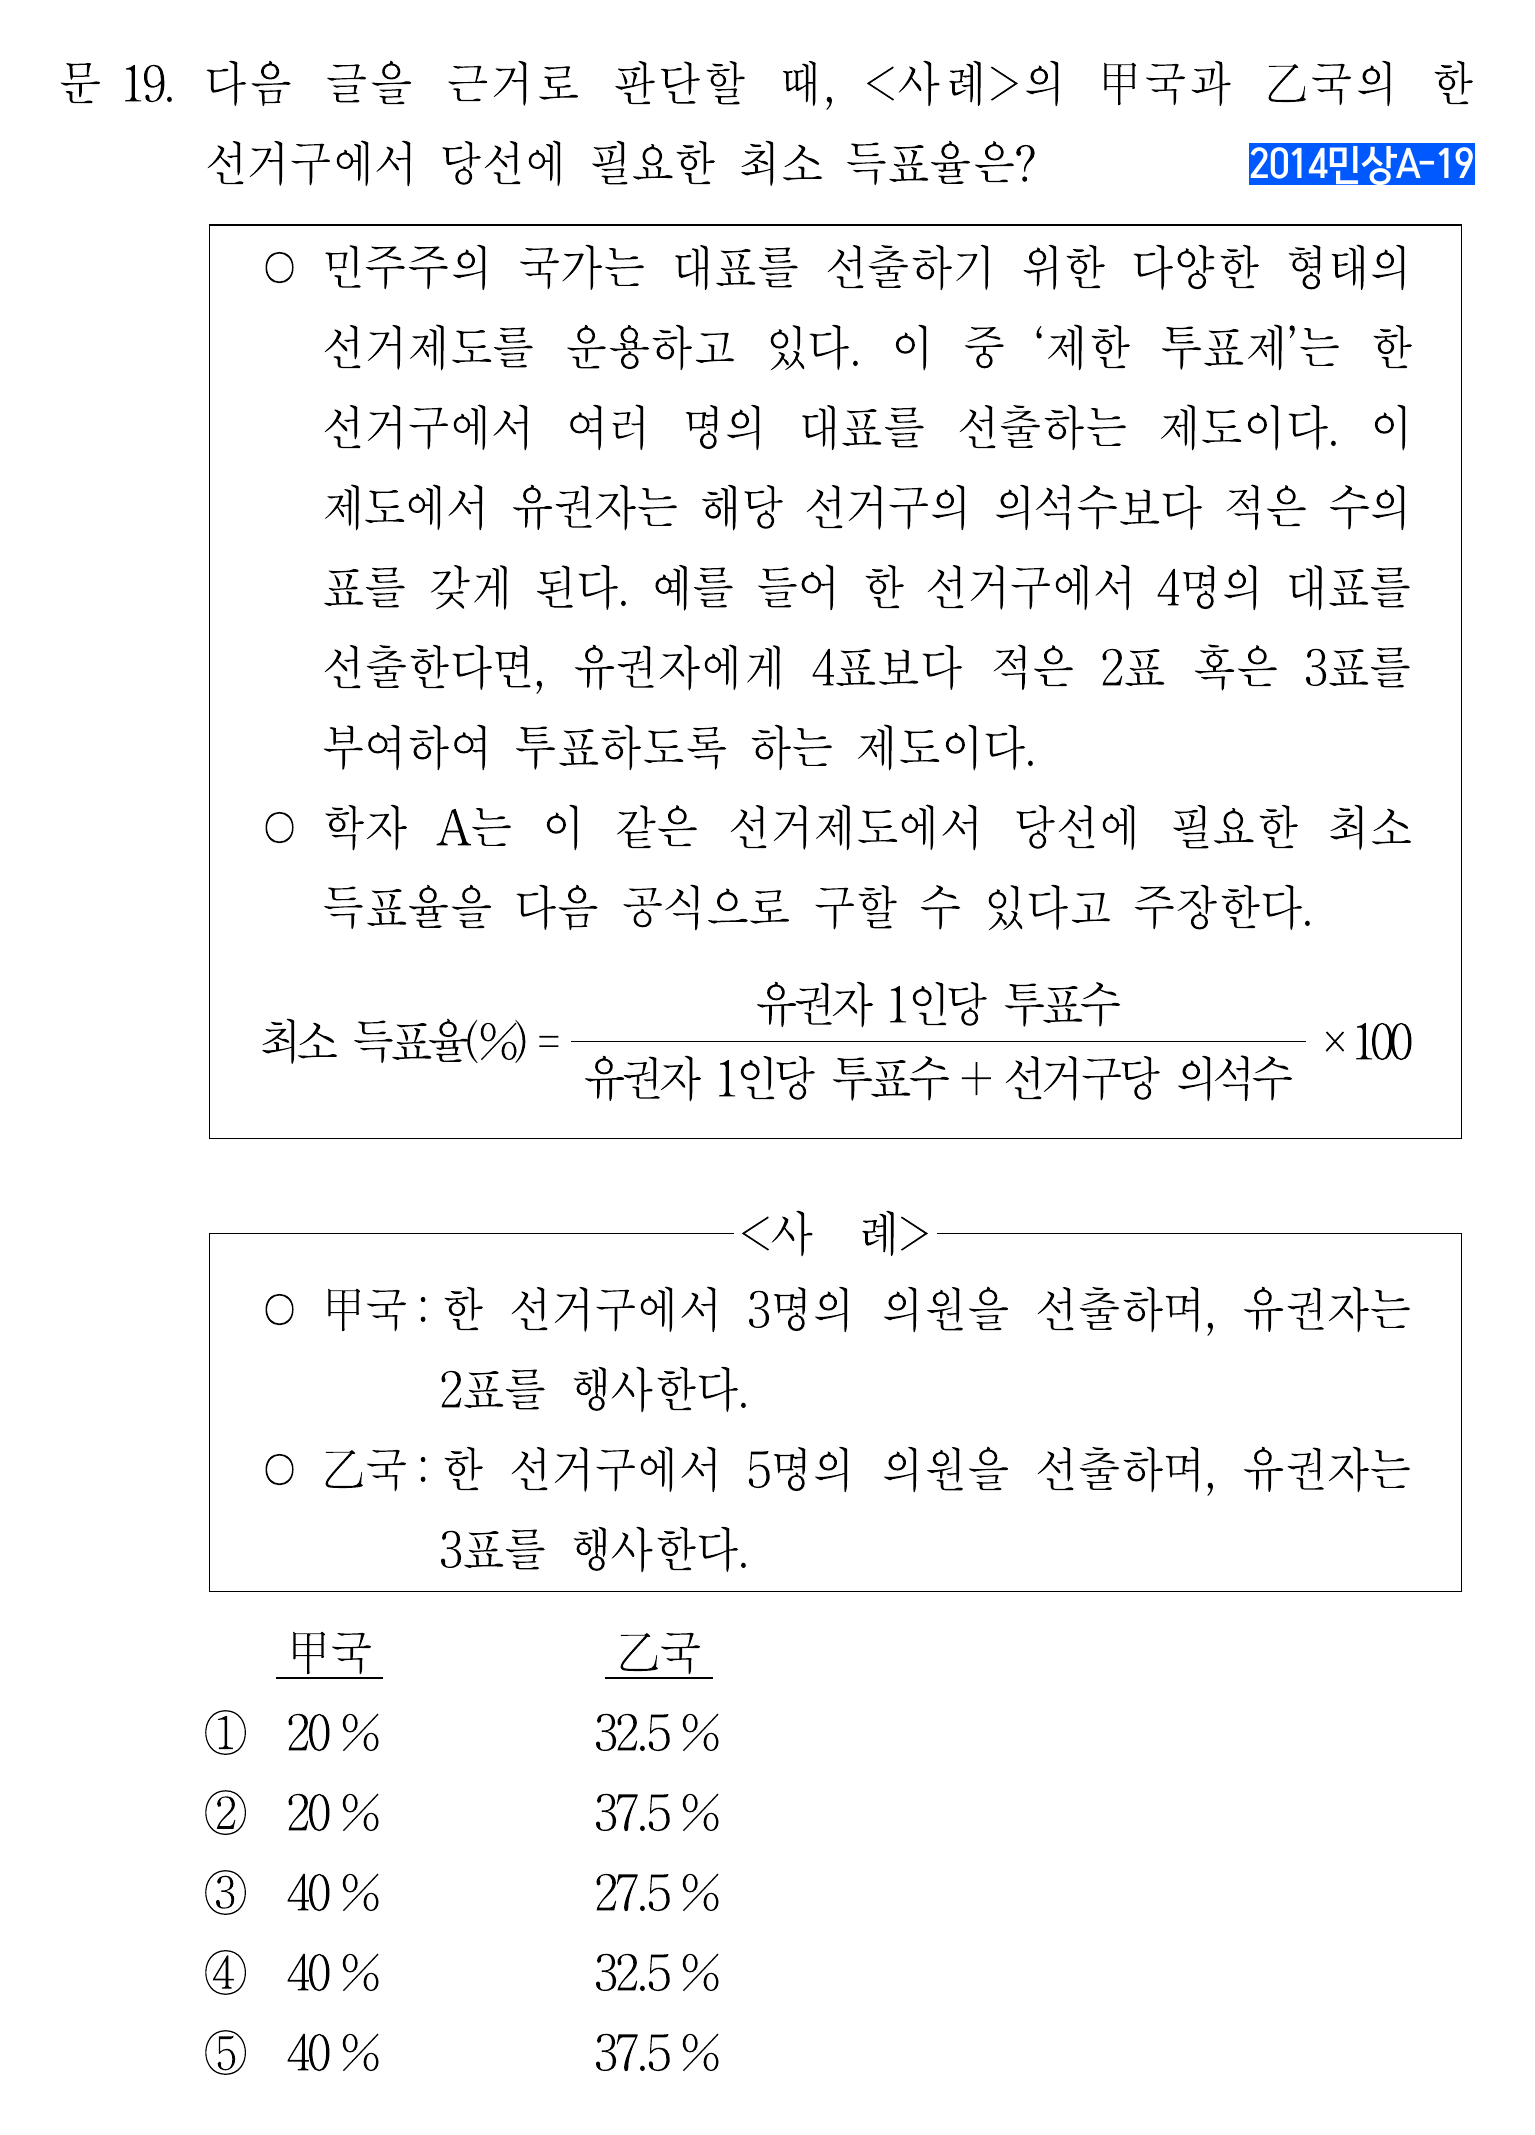 문 19. 다음 글을 근거로 판단할 때, <사례>의 甲국과 乙국의 한
선거구에서 당선에 필요한 최소 득표율은?
2014민상A-19
○ 민주주의 국가는 대표를 선출하기 위한 다양한 형태의
선거제도를 운용하고 있다. 이 중 ‘제한 투표제’는 한
선거구에서 여러 명의 대표를 선출하는 제도이다. 이
제도에서 유권자는 해당 선거구의 의석수보다 적은 수의
표를 갖게 된다. 예를 들어 한 선거구에서 4명의 대표를
선출한다면, 유권자에게 4표보다 적은 2표 혹은 3표를
부여하여 투표하도록 하는 제도이다.
○ 학자 A는 이 같은 선거제도에서 당선에 필요한 최소
득표율을 다음 공식으로 구할 수 있다고 주장한다.
유권자 1인당 투표수
최소 득표율(%) = ×100
유권자 1인당 투표수 + 선거구당 의석수
<사 례>
○ 甲국 : 한 선거구에서 3명의 의원을 선출하며, 유권자는
2표를 행사한다.
○ 乙국 : 한 선거구에서 5명의 의원을 선출하며, 유권자는
3표를 행사한다.
甲국 乙국
① 20 % 32.5 %
② 20 % 37.5 %
③ 40 % 27.5 %
④ 40 % 32.5 %
⑤ 40 % 37.5 %